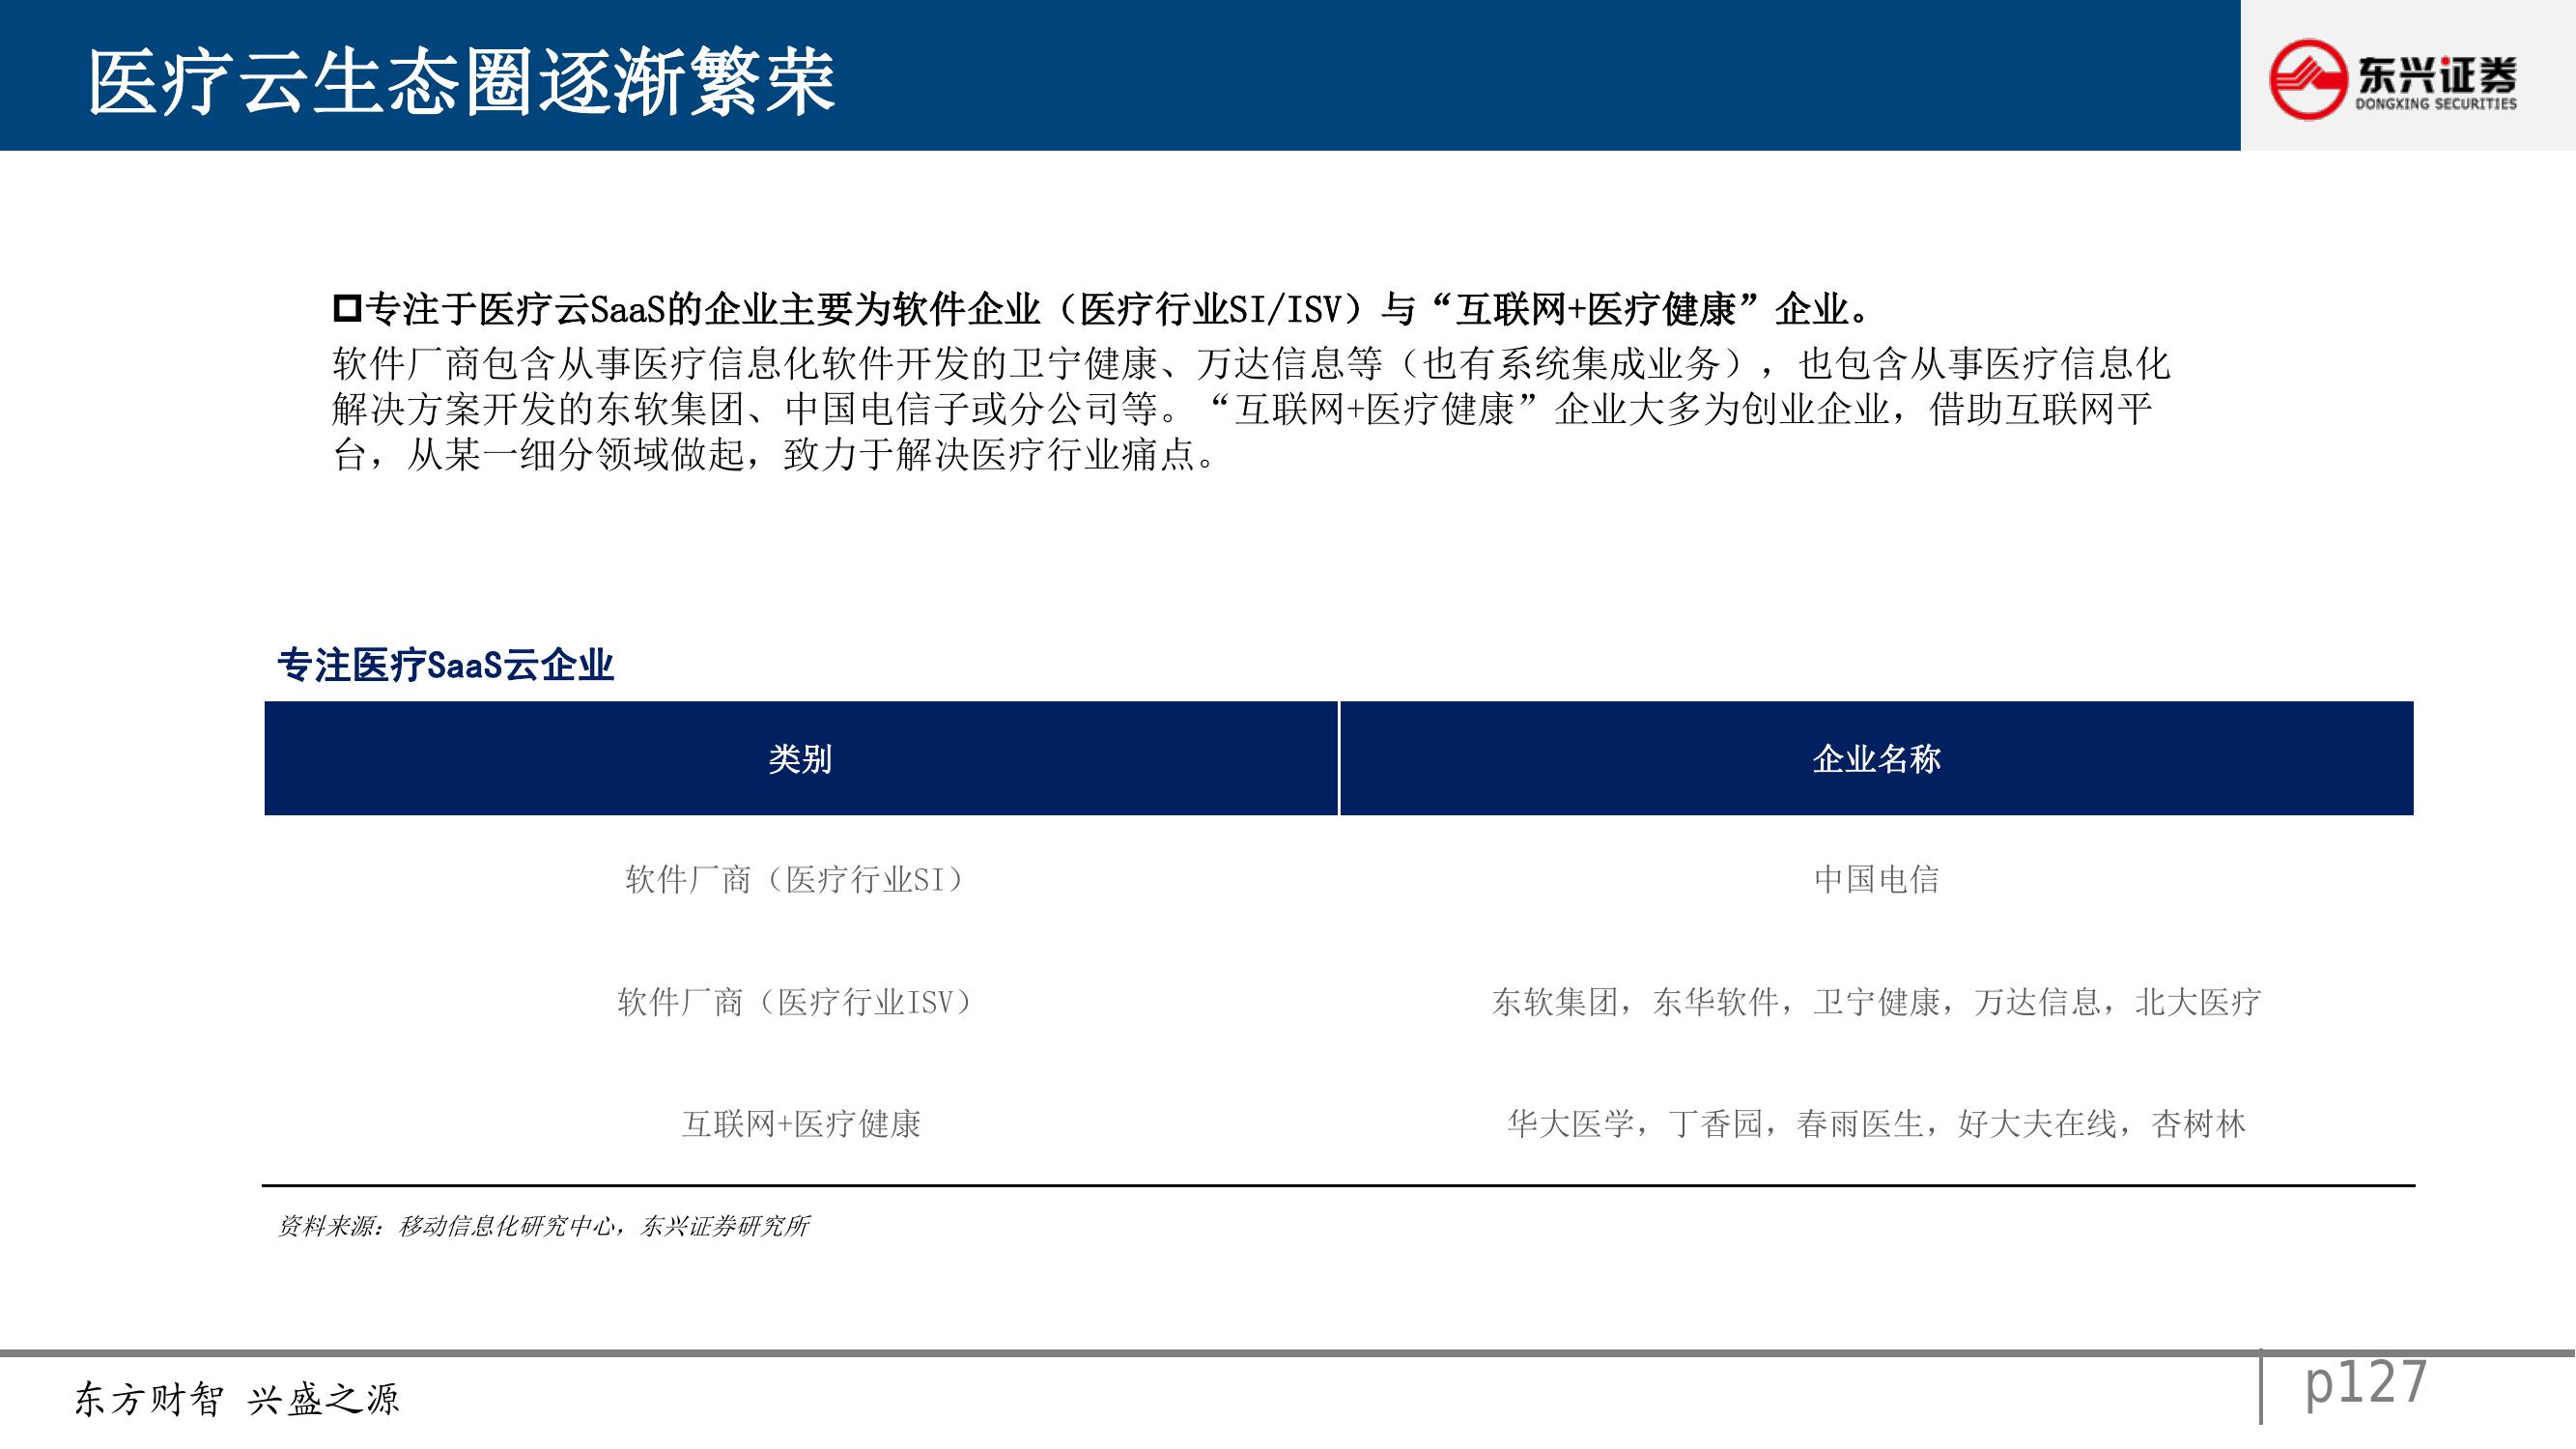 医疗云生态圈逐渐繁荣
东兴证券
DONGXING SECURITIES
专注于医疗云SaaS的企业主要为软件企业（医疗行业SI/ISV）与“互联网+医疗健康”企业。
软件厂商包含从事医疗信息化软件开发的卫宁健康、万达信息等（也有系统集成业务），也包含从事医疗信息化
解决方案开发的东软集团、中国电信子或分公司等。“互联网+医疗健康”企业大多为创业企业，借助互联网平
台，从某一细分领域做起，致力于解决医疗行业痛点。
专注医疗SaaS云企业
类别 企业名称
软件厂商（医疗行业SI） 中国电信
软件厂商（医疗行业ISV） 东软集团，东华软件，卫宁健康，万达信息，北大医疗
互联网+医疗健康 华大医学，丁香园，春雨医生，好大夫在线，杏树林
资料来源：移动信息化研究中心，东兴证券研究所
东方财智 兴盛之源
p127